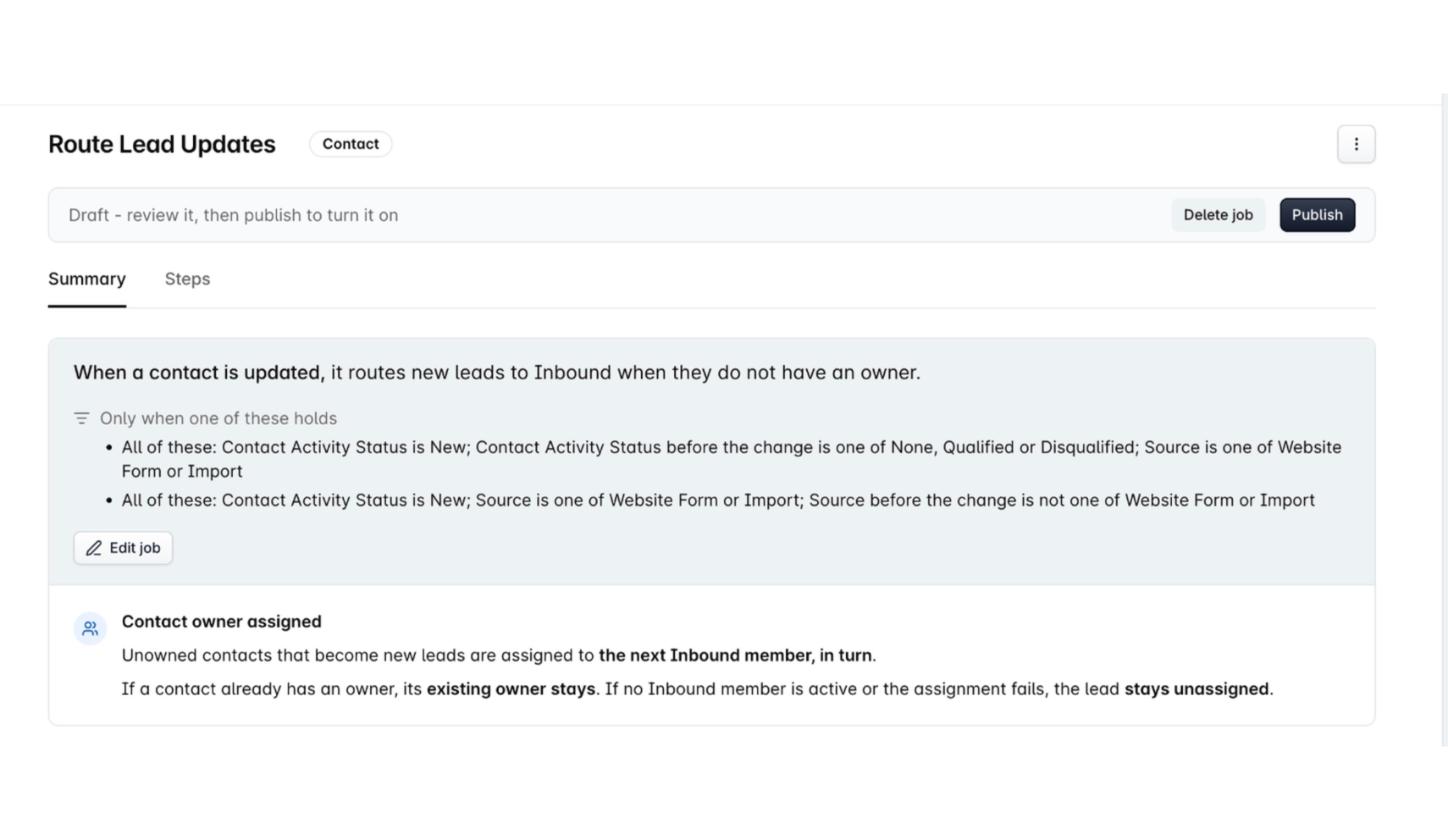 Route Lead Updates
Contact
Draft - review it, then publish to turn it on
Delete job
Publish
Summary
Steps
When a contact is updated, it routes new leads to Inbound when they do not have an owner.
Only when one of these holds
• All of these: Contact Activity Status is New; Contact Activity Status before the change is one of None, Qualified or Disqualified; Source is one of Website
Form or Import
• All of these: Contact Activity Status is New; Source is one of Website Form or Import; Source before the change is not one of Website Form or Import
Edit job
Contact owner assigned
Unowned contacts that become new leads are assigned to the next Inbound member, in turn.
If a contact already has an owner, its existing owner stays. If no Inbound member is active or the assignment fails, the lead stays unassigned.